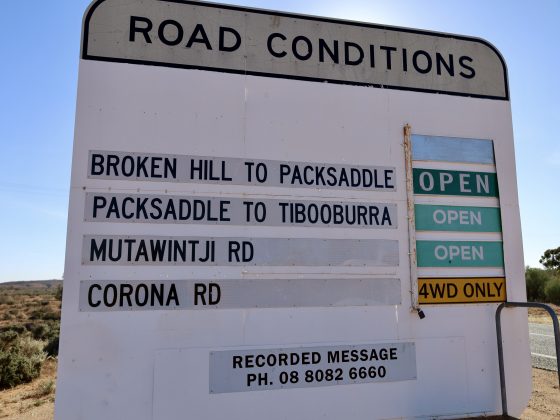 ROAD CONDITIONS
BROKEN HILL TO PACKSADDLE OPEN
PACKSADDLE TO TIBOOBURRA OPEN
MUTAWINTJI RD OPEN
CORONA RD 4WD ONLY
RECORDED MESSAGE
PH. 08 8082 6660